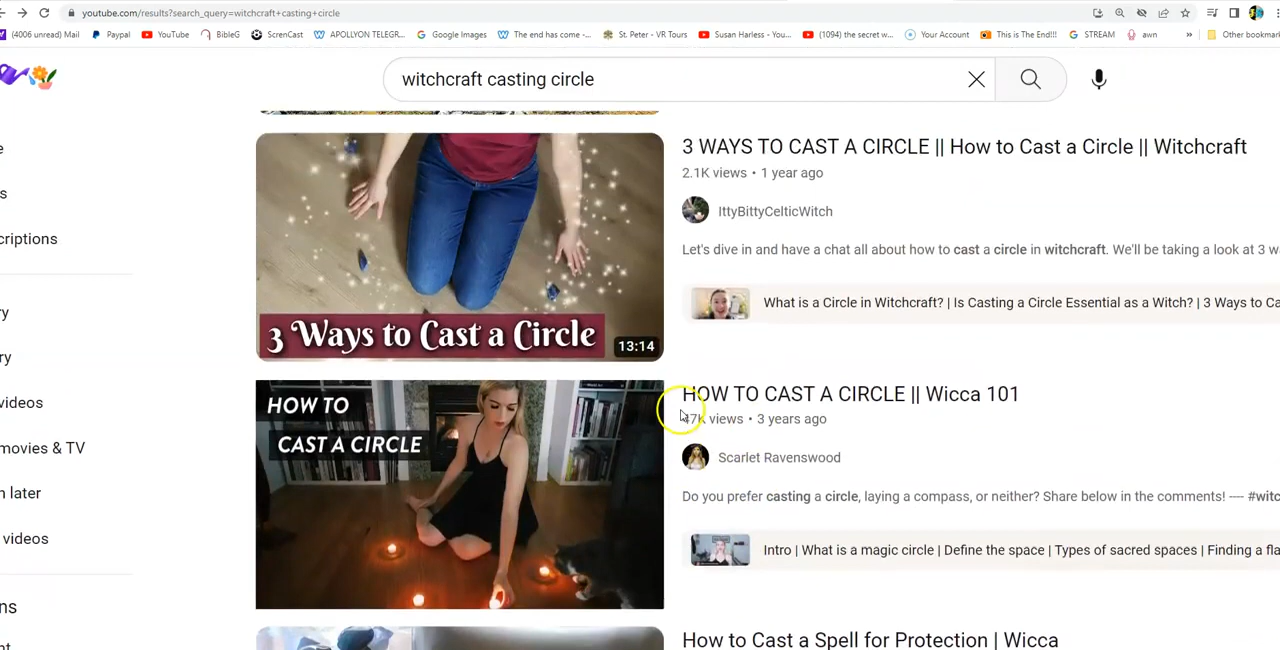 youtube.com/results?search_query=witchcraft+casting+circle
(4006 unread) Mail Paypal YouTube BibleG ScrenCast APOLLYON TELEGR... Google Images The end has come -... St. Peter - VR Tours Susan Harless - You... (1094) the secret w... Your Account This is The End!!! STREAM awn » Other bookmar
witchcraft casting circle
3 WAYS TO CAST A CIRCLE || How to Cast a Circle || Witchcraft
2.1K views • 1 year ago
IttyBittyCelticWitch
Let's dive in and have a chat all about how to cast a circle in witchcraft. We'll be taking a look at 3 wa
What is a Circle in Witchcraft? | Is Casting a Circle Essential as a Witch? | 3 Ways to Ca
3 Ways to Cast a Circle
13:14
HOW TO
CAST A CIRCLE
HOW TO CAST A CIRCLE || Wicca 101
47K views • 3 years ago
Scarlet Ravenswood
Do you prefer casting a circle, laying a compass, or neither? Share below in the comments! ---- #witc
Intro | What is a magic circle | Define the space | Types of sacred spaces | Finding a fla
How to Cast a Spell for Protection | Wicca
e
s
criptions
ry
ry
videos
movies & TV
n later
videos
ns
nt